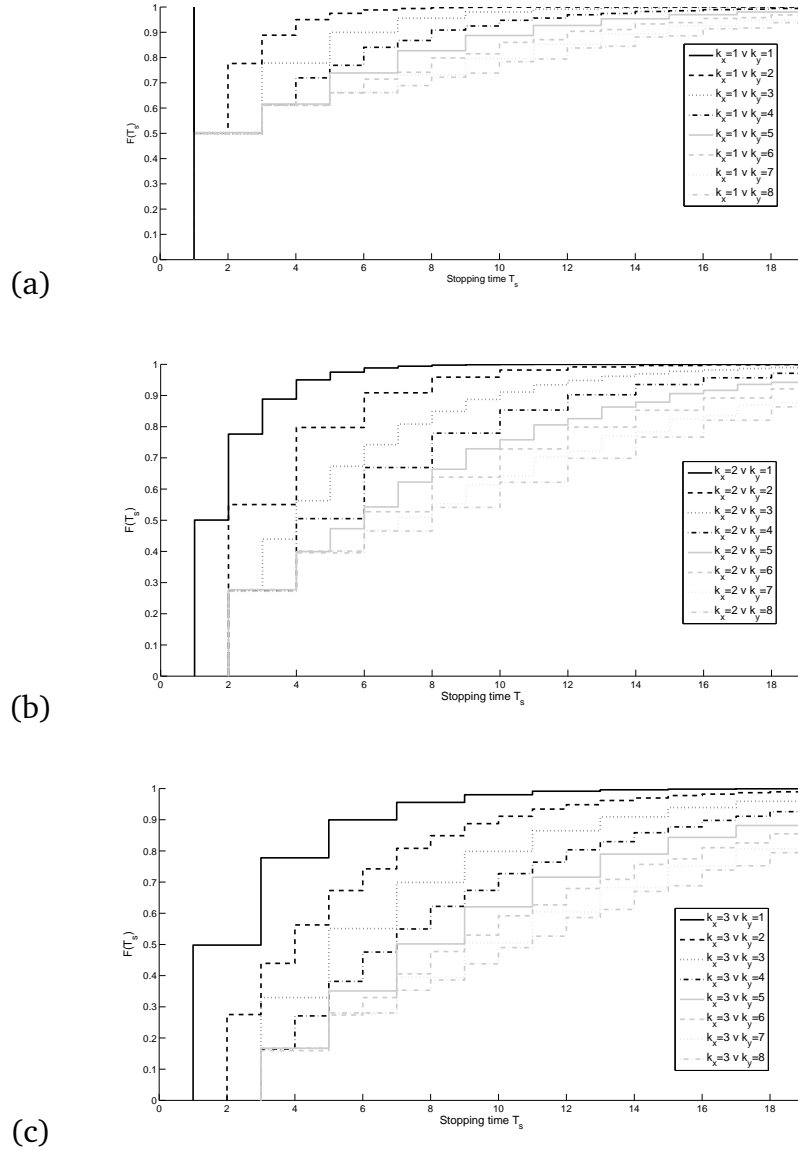 1
0.9
0.8
0.7
0.6
0.5
0.4
0.3
0.2
0.1
0
F(T_s)
0 2 4 6 8 10 12 14 16 18
Stopping time T_s
k_x=1 v k_y=1
k_x=1 v k_y=2
k_x=1 v k_y=3
k_x=1 v k_y=4
k_x=1 v k_y=5
k_x=1 v k_y=6
k_x=1 v k_y=7
k_x=1 v k_y=8
(a)
1
0.9
0.8
0.7
0.6
0.5
0.4
0.3
0.2
0.1
0
F(T_s)
0 2 4 6 8 10 12 14 16 18
Stopping time T_s
k_x=2 v k_y=1
k_x=2 v k_y=2
k_x=2 v k_y=3
k_x=2 v k_y=4
k_x=2 v k_y=5
k_x=2 v k_y=6
k_x=2 v k_y=7
k_x=2 v k_y=8
(b)
1
0.9
0.8
0.7
0.6
0.5
0.4
0.3
0.2
0.1
0
F(T_s)
0 2 4 6 8 10 12 14 16 18
Stopping time T_s
k_x=3 v k_y=1
k_x=3 v k_y=2
k_x=3 v k_y=3
k_x=3 v k_y=4
k_x=3 v k_y=5
k_x=3 v k_y=6
k_x=3 v k_y=7
k_x=3 v k_y=8
(c)